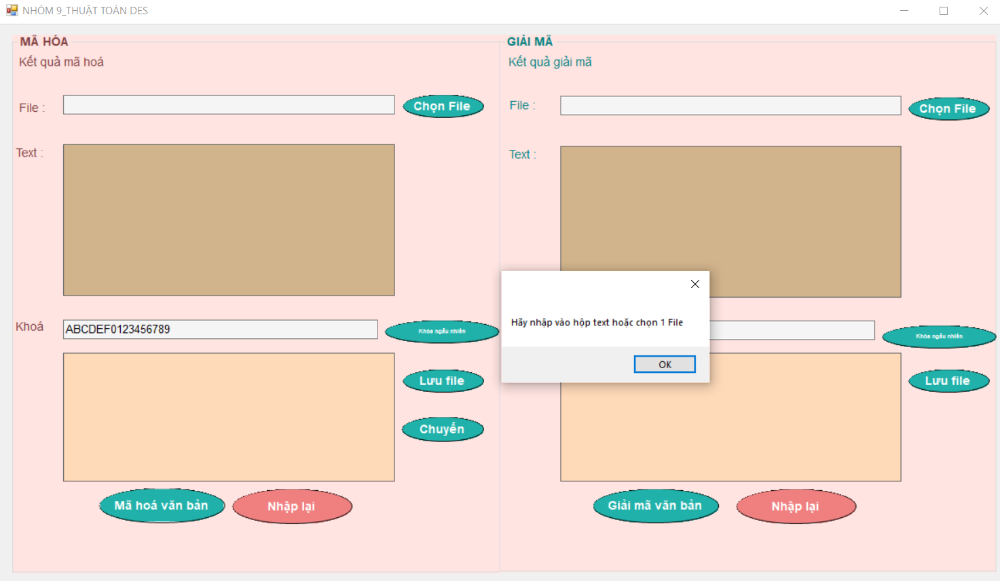 NHÓM 9_THUẬT TOÁN DES
MÃ HÓA
Kết quả mã hoá
File :
Chọn File
Text :
Khoá
ABCDEF0123456789
Khóa ngẫu nhiên
Lưu file
Chuyển
Mã hoá văn bản
Nhập lại
GIẢI MÃ
Kết quả giải mã
File :
Chọn File
Text :
Khóa ngẫu nhiên
Lưu file
Giải mã văn bản
Nhập lại
Hãy nhập vào hộp text hoặc chọn 1 File
OK